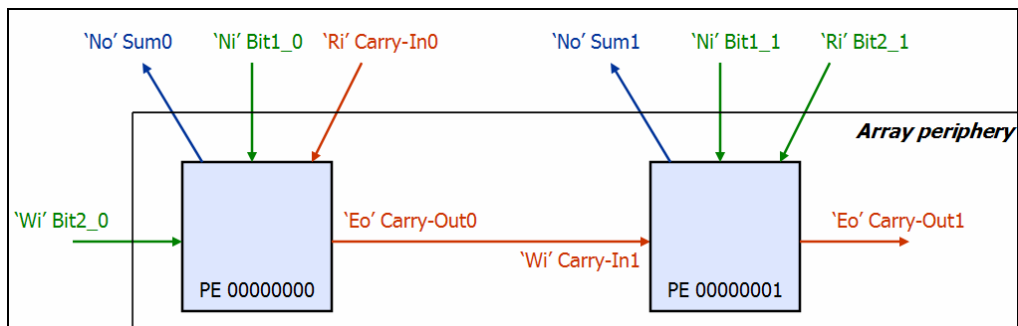 ‘No’ Sum0 ‘Ni’ Bit1_0 ‘Ri’ Carry-In0 ‘No’ Sum1 ‘Ni’ Bit1_1 ‘Ri’ Bit2_1
Array periphery
‘Wi’ Bit2_0 ‘Eo’ Carry-Out0 ‘Eo’ Carry-Out1
‘Wi’ Carry-In1
PE 00000000 PE 00000001